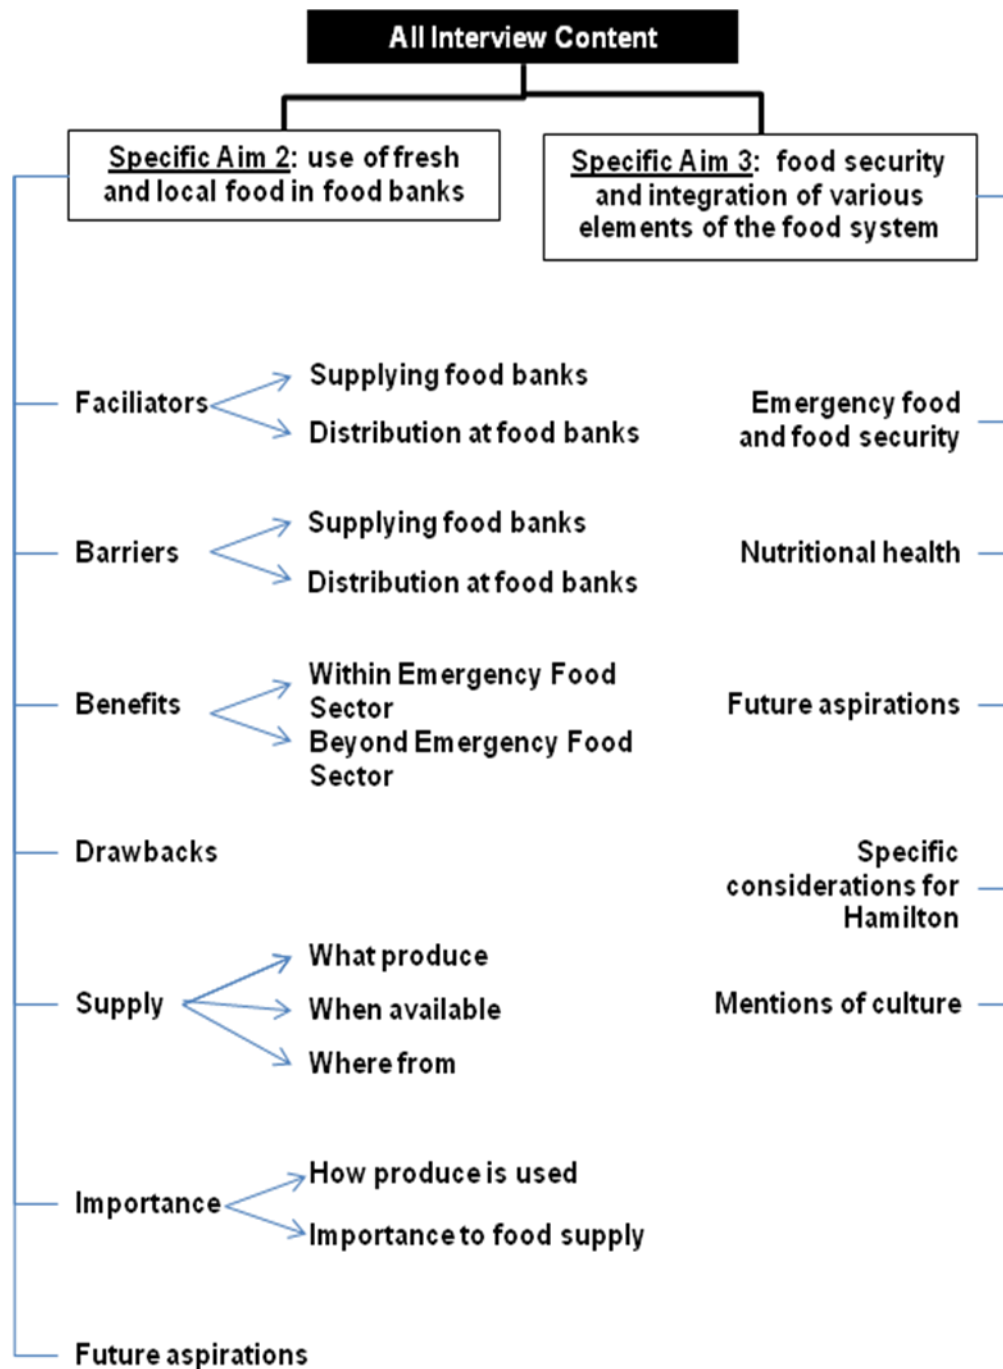 All Interview Content
Specific Aim 2: use of fresh
and local food in food banks
Specific Aim 3: food security
and integration of various
elements of the food system
Faciliators
Supplying food banks
Distribution at food banks
Barriers
Supplying food banks
Distribution at food banks
Benefits
Within Emergency Food
Sector
Beyond Emergency Food
Sector
Drawbacks
Supply
What produce
When available
Where from
Importance
How produce is used
Importance to food supply
Future aspirations
Emergency food
and food security
Nutritional health
Future aspirations
Specific
considerations for
Hamilton
Mentions of culture